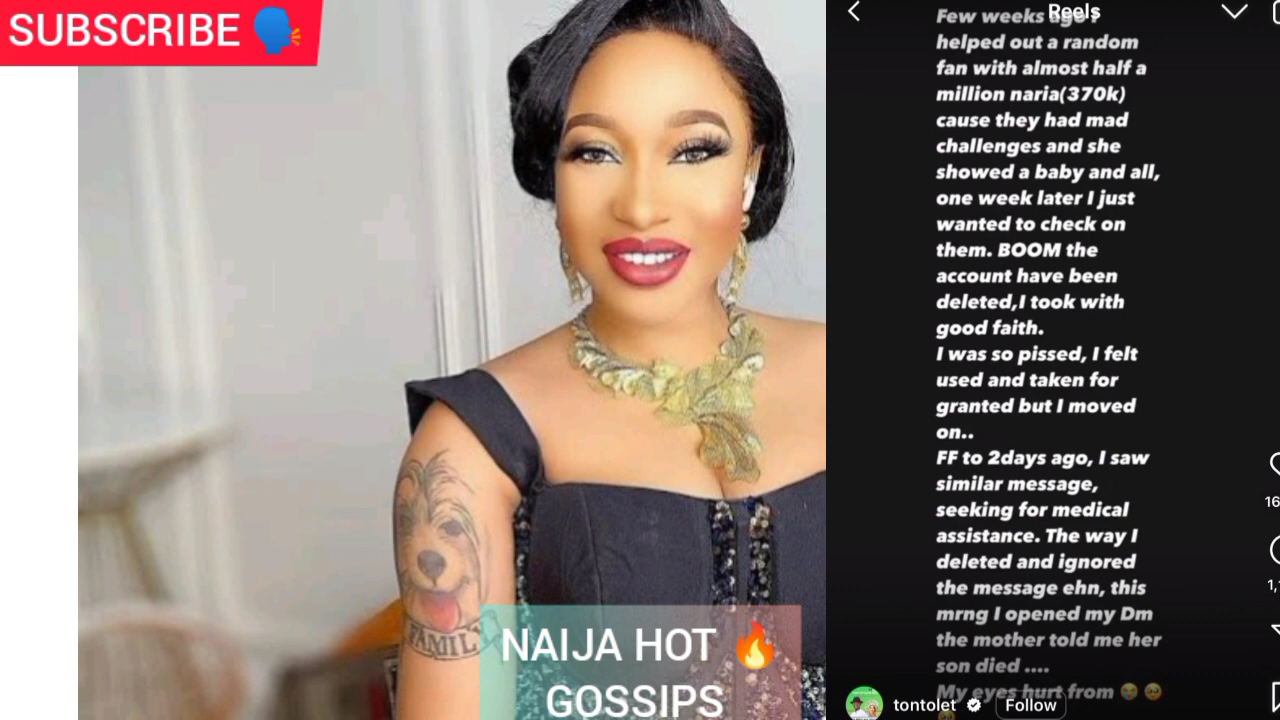 SUBSCRIBE 🗣
FAMILY
NAIJA HOT 🔥
GOSSIPS
Reels
Few weeks ago I
helped out a random
fan with almost half a
million naria(370k)
cause they had mad
challenges and she
showed a baby and all,
one week later I just
wanted to check on
them. BOOM the
account have been
deleted,I took with
good faith.
I was so pissed, I felt
used and taken for
granted but I moved
on..
FF to 2days ago, I saw
similar message,
seeking for medical
assistance. The way I
deleted and ignored
the message ehn, this
mrng I opened my Dm
the mother told me her
son died ....
My eyes hurt from 😭 🥹
tontolet
Follow
16
1,